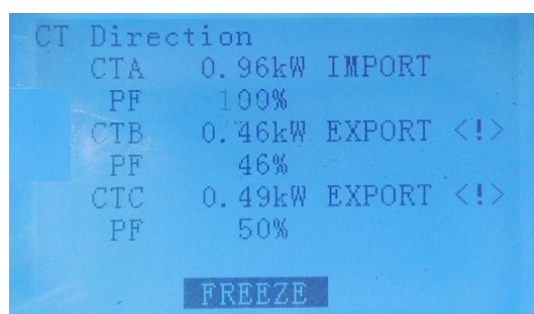 CT Direction
CTA 0.96kW IMPORT
PF 100%
CTB 0.46kW EXPORT <!>
PF 46%
CTC 0.49kW EXPORT <!>
PF 50%
FREEZE